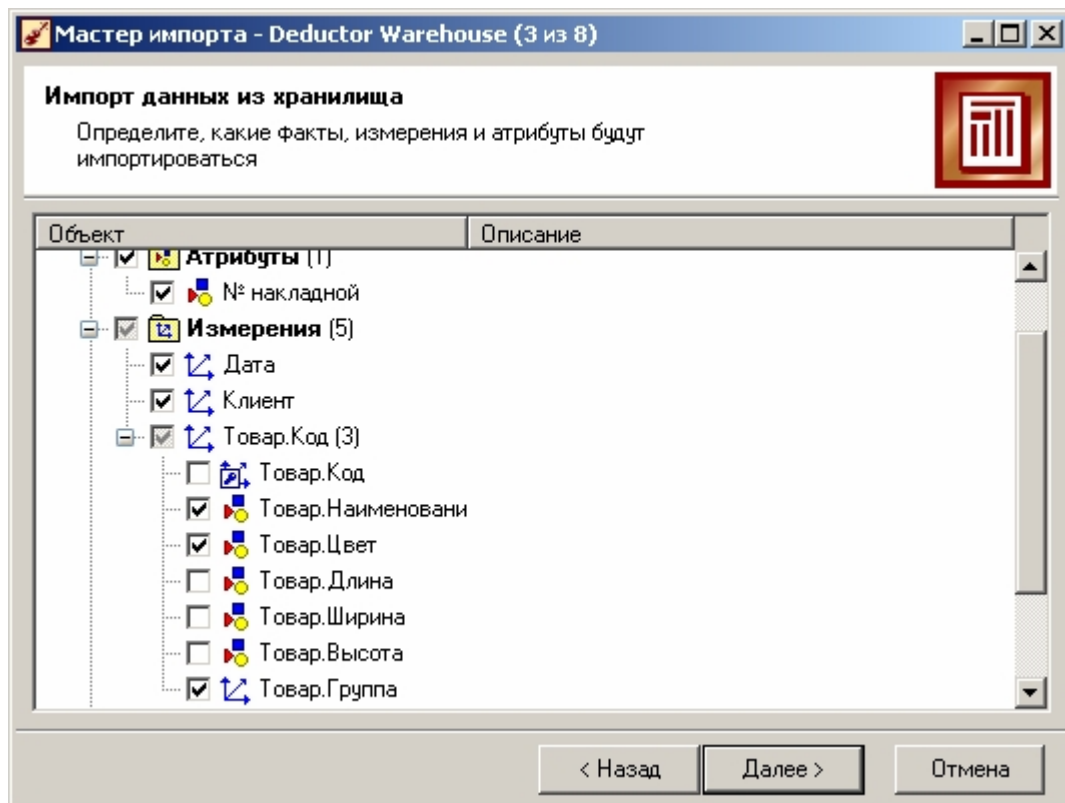 Мастер импорта - Deductor Warehouse (3 из 8)
Импорт данных из хранилища
Определите, какие факты, измерения и атрибуты будут
импортироваться
Объект Описание
Атрибуты (1)
№ накладной
Измерения (5)
Дата
Клиент
Товар.Код (3)
Товар.Код
Товар.Наименовани
Товар.Цвет
Товар.Длина
Товар.Ширина
Товар.Высота
Товар.Группа
< Назад Далее > Отмена